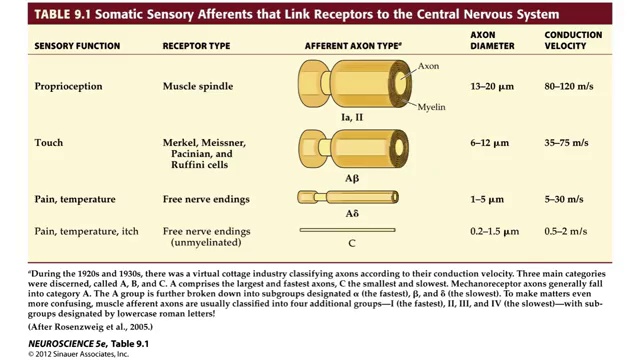 TABLE 9.1 Somatic Sensory Afferents that Link Receptors to the Central Nervous System
SENSORY FUNCTION RECEPTOR TYPE AFFERENT AXON TYPEᵃ AXON DIAMETER CONDUCTION VELOCITY
Proprioception Muscle spindle 13–20 μm 80–120 m/s
Axon
Myelin
Ia, II
Touch Merkel, Meissner, 6–12 μm 35–75 m/s
Pacinian, and
Ruffini cells
Aβ
Pain, temperature Free nerve endings 1–5 μm 5–30 m/s
Aδ
Pain, temperature, itch Free nerve endings 0.2–1.5 μm 0.5–2 m/s
(unmyelinated)
C
ᵃDuring the 1920s and 1930s, there was a virtual cottage industry classifying axons according to their conduction velocity. Three main categories
were discerned, called A, B, and C. A comprises the largest and fastest axons, C the smallest and slowest. Mechanoreceptor axons generally fall
into category A. The A group is further broken down into subgroups designated α (the fastest), β, and δ (the slowest). To make matters even
more confusing, muscle afferent axons are usually classified into four additional groups—I (the fastest), II, III, and IV (the slowest)—with sub-
groups designated by lowercase roman letters!
(After Rosenzweig et al., 2005.)
NEUROSCIENCE 5e, Table 9.1
© 2012 Sinauer Associates, Inc.